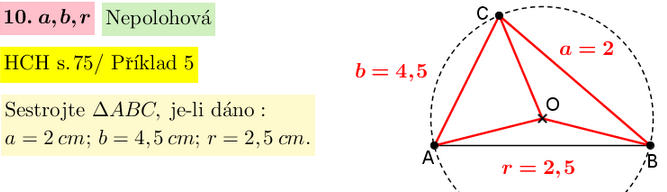 10. a, b, r Nepolohová
HCH s.75/ Příklad 5
Sestrojte ΔABC, je-li dáno :
a = 2 cm; b = 4, 5 cm; r = 2, 5 cm.
C
a = 2
b = 4, 5
O
A
B
r = 2, 5